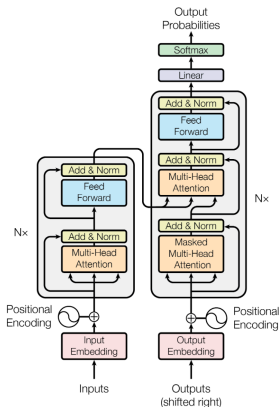 Output
Probabilities
Softmax
Linear
Add & Norm
Feed
Forward
Add & Norm
Multi-Head
Attention
Add & Norm
Masked
Multi-Head
Attention
N×
Positional
Encoding
Output
Embedding
Outputs
(shifted right)
Add & Norm
Feed
Forward
Add & Norm
Multi-Head
Attention
N×
Positional
Encoding
Input
Embedding
Inputs